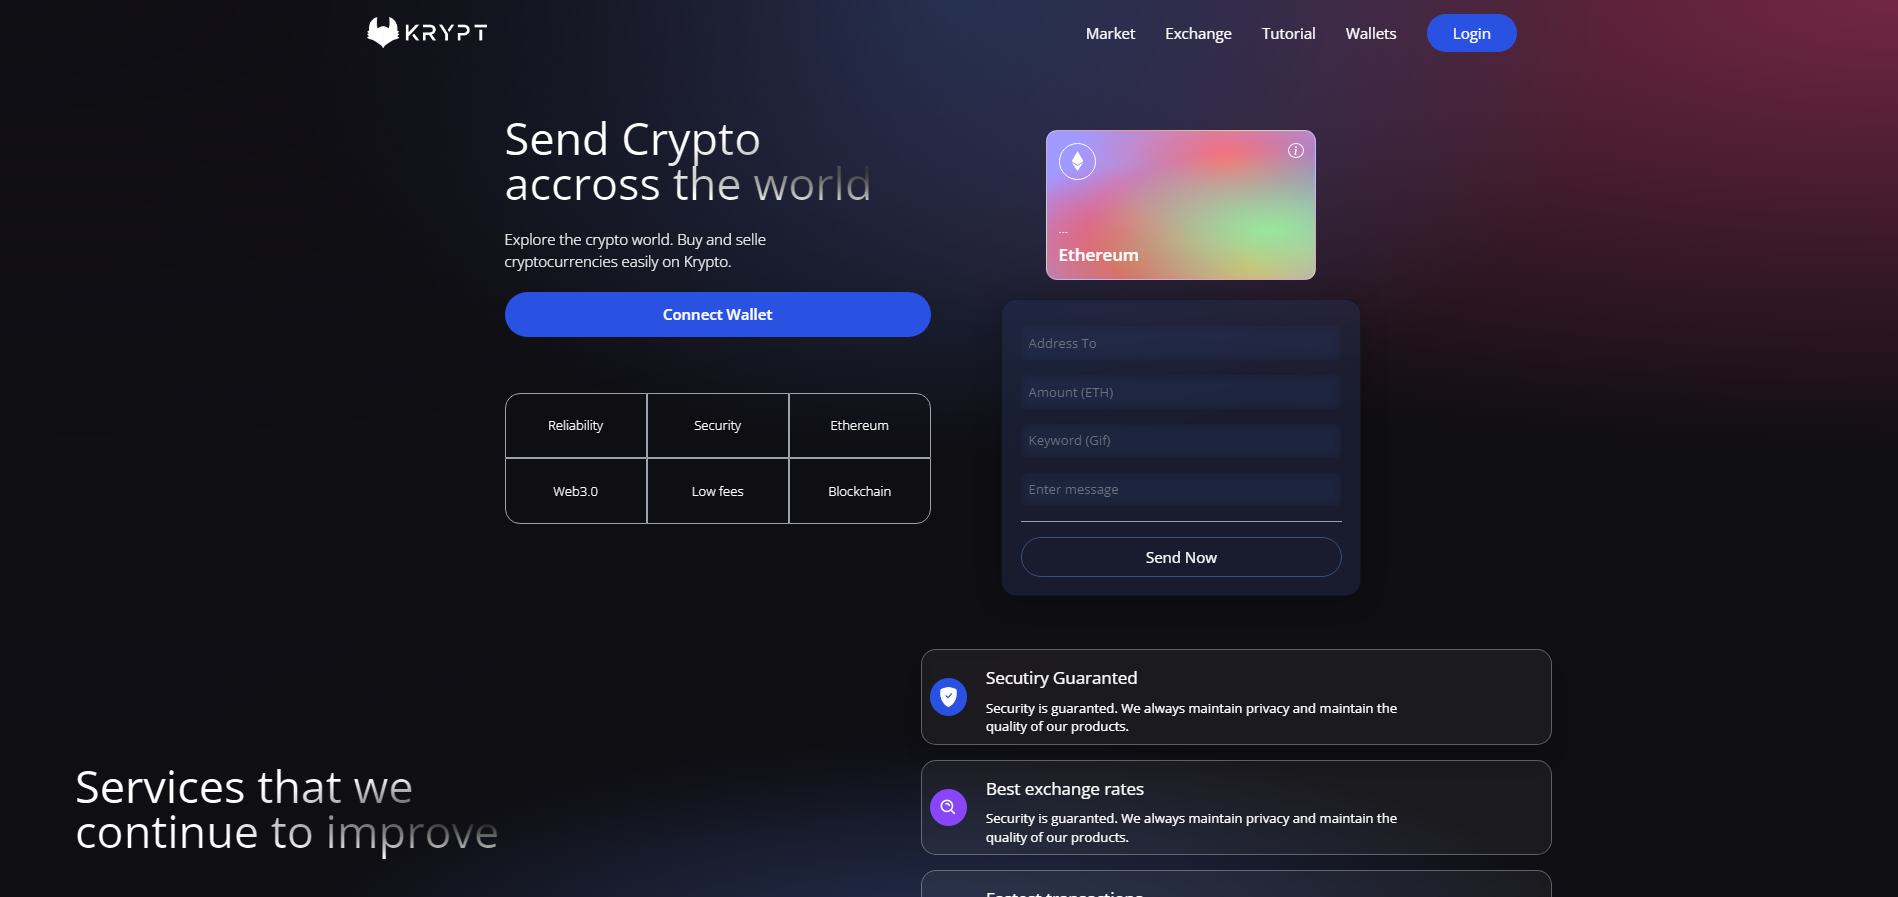 KRYPT
Market
Exchange
Tutorial
Wallets
Login
Send Crypto
accross the world
Explore the crypto world. Buy and selle
cryptocurrencies easily on Krypto.
Connect Wallet
Reliability
Security
Ethereum
Web3.0
Low fees
Blockchain
...
Ethereum
Address To
Amount (ETH)
Keyword (Gif)
Enter message
Send Now
Services that we
continue to improve
Secutiry Guaranted
Security is guaranted. We always maintain privacy and maintain the
quality of our products.
Best exchange rates
Security is guaranted. We always maintain privacy and maintain the
quality of our products.
Fastest transactions